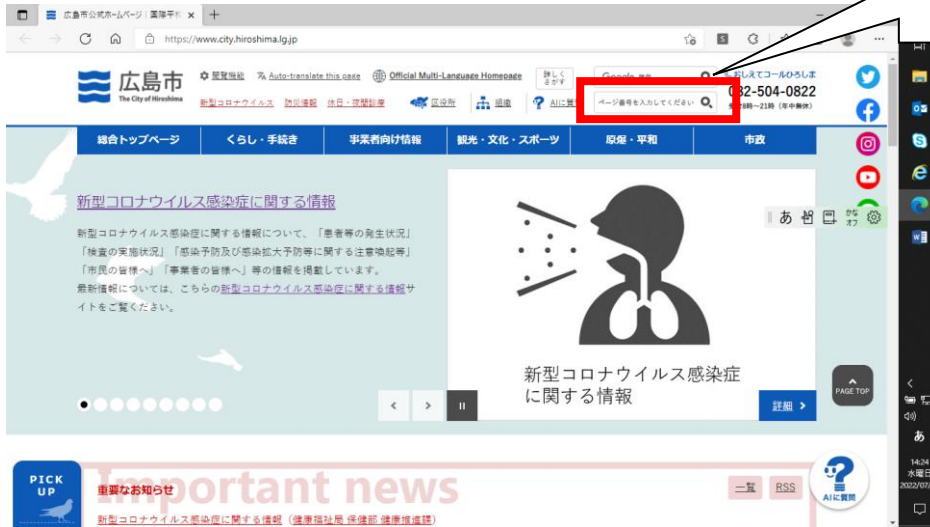 広島市公式ホームページ|国際平和
https://www.city.hiroshima.lg.jp
広島市
The City of Hiroshima
閲覧機能 Auto-translate this page Official Multi-Language Homepage 詳しくさがす
新型コロナウイルス 防災情報 休日・夜間診療 区役所 組織
ページ番号を入力してください
おしえてコールひろしま
082-504-0822
8時～21時 (年中無休)
総合トップページ くらし・手続き 事業者向け情報 観光・文化・スポーツ 原爆・平和 市政
新型コロナウイルス感染症に関する情報
新型コロナウイルス感染症に関する情報について、「患者等の発生状況」
「検査の実施状況」「感染予防及び感染拡大予防等に関する注意喚起等」
「市民の皆様へ」「事業者の皆様へ」等の情報を掲載しています。
最新情報については、こちらの新型コロナウイルス感染症に関する情報サ
イトをご覧ください。
新型コロナウイルス感染症
に関する情報
詳細
あ
かな
オフ
PAGE TOP
PICK
UP
Important news
重要なお知らせ
一覧
RSS
新型コロナウイルス感染症に関する情報 (健康福祉局 保健部 健康推進課)
AIに質問
あ
14:24
水曜日
2022/07/